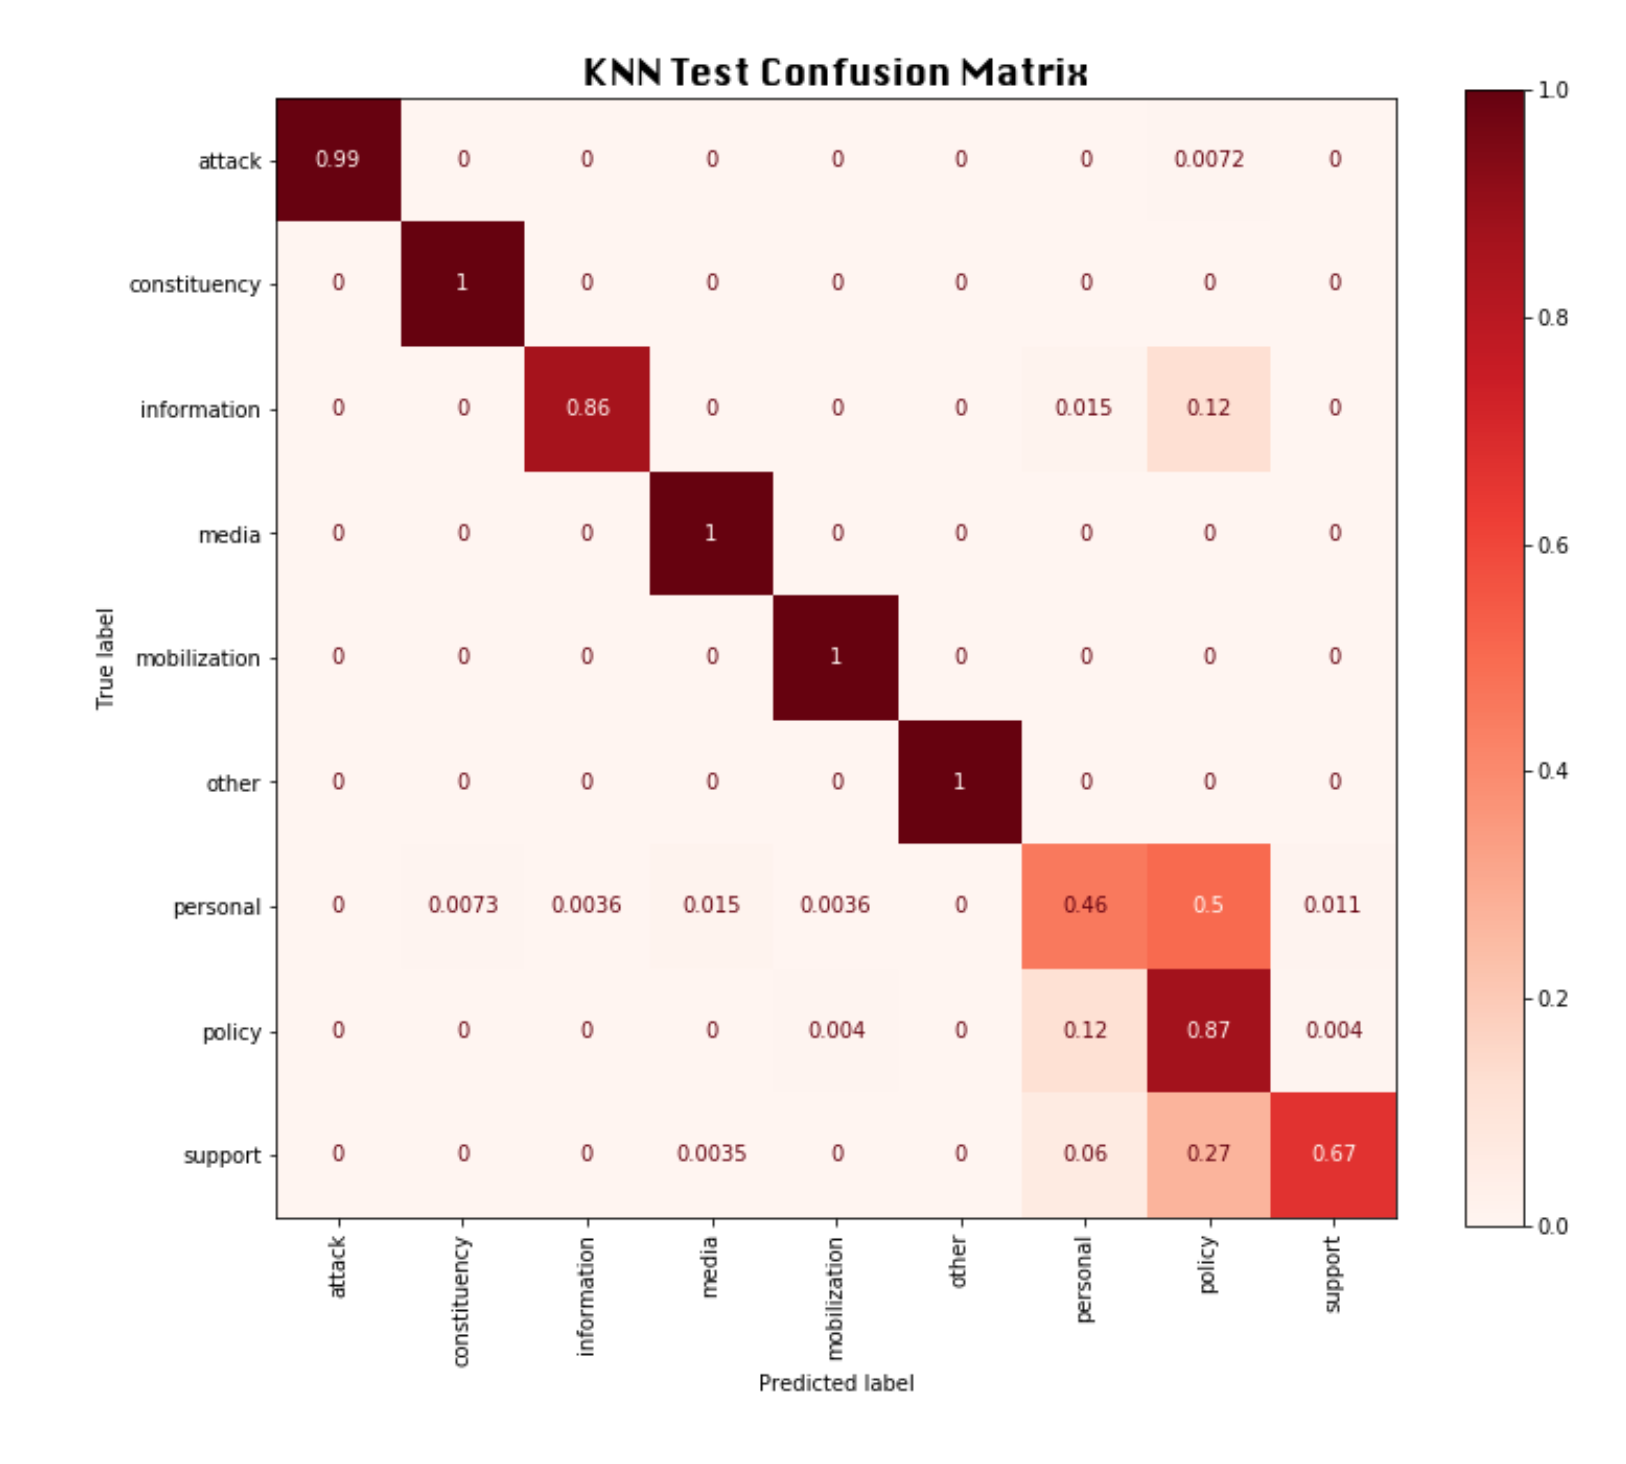 KNN Test Confusion Matrix
1.0
attack 0.99 0 0 0 0 0 0 0.0072 0
constituency 0 1 0 0 0 0 0 0 0
0.8
information 0 0 0.86 0 0 0 0.015 0.12 0
media 0 0 0 1 0 0 0 0 0
0.6
mobilization 0 0 0 0 1 0 0 0 0
True label
other 0 0 0 0 0 1 0 0 0
0.4
personal 0 0.0073 0.0036 0.015 0.0036 0 0.46 0.5 0.011
0.2
policy 0 0 0 0 0.004 0 0.12 0.87 0.004
support 0 0 0 0.0035 0 0 0.06 0.27 0.67
0.0
attack constituency information media mobilization other personal policy support
Predicted label